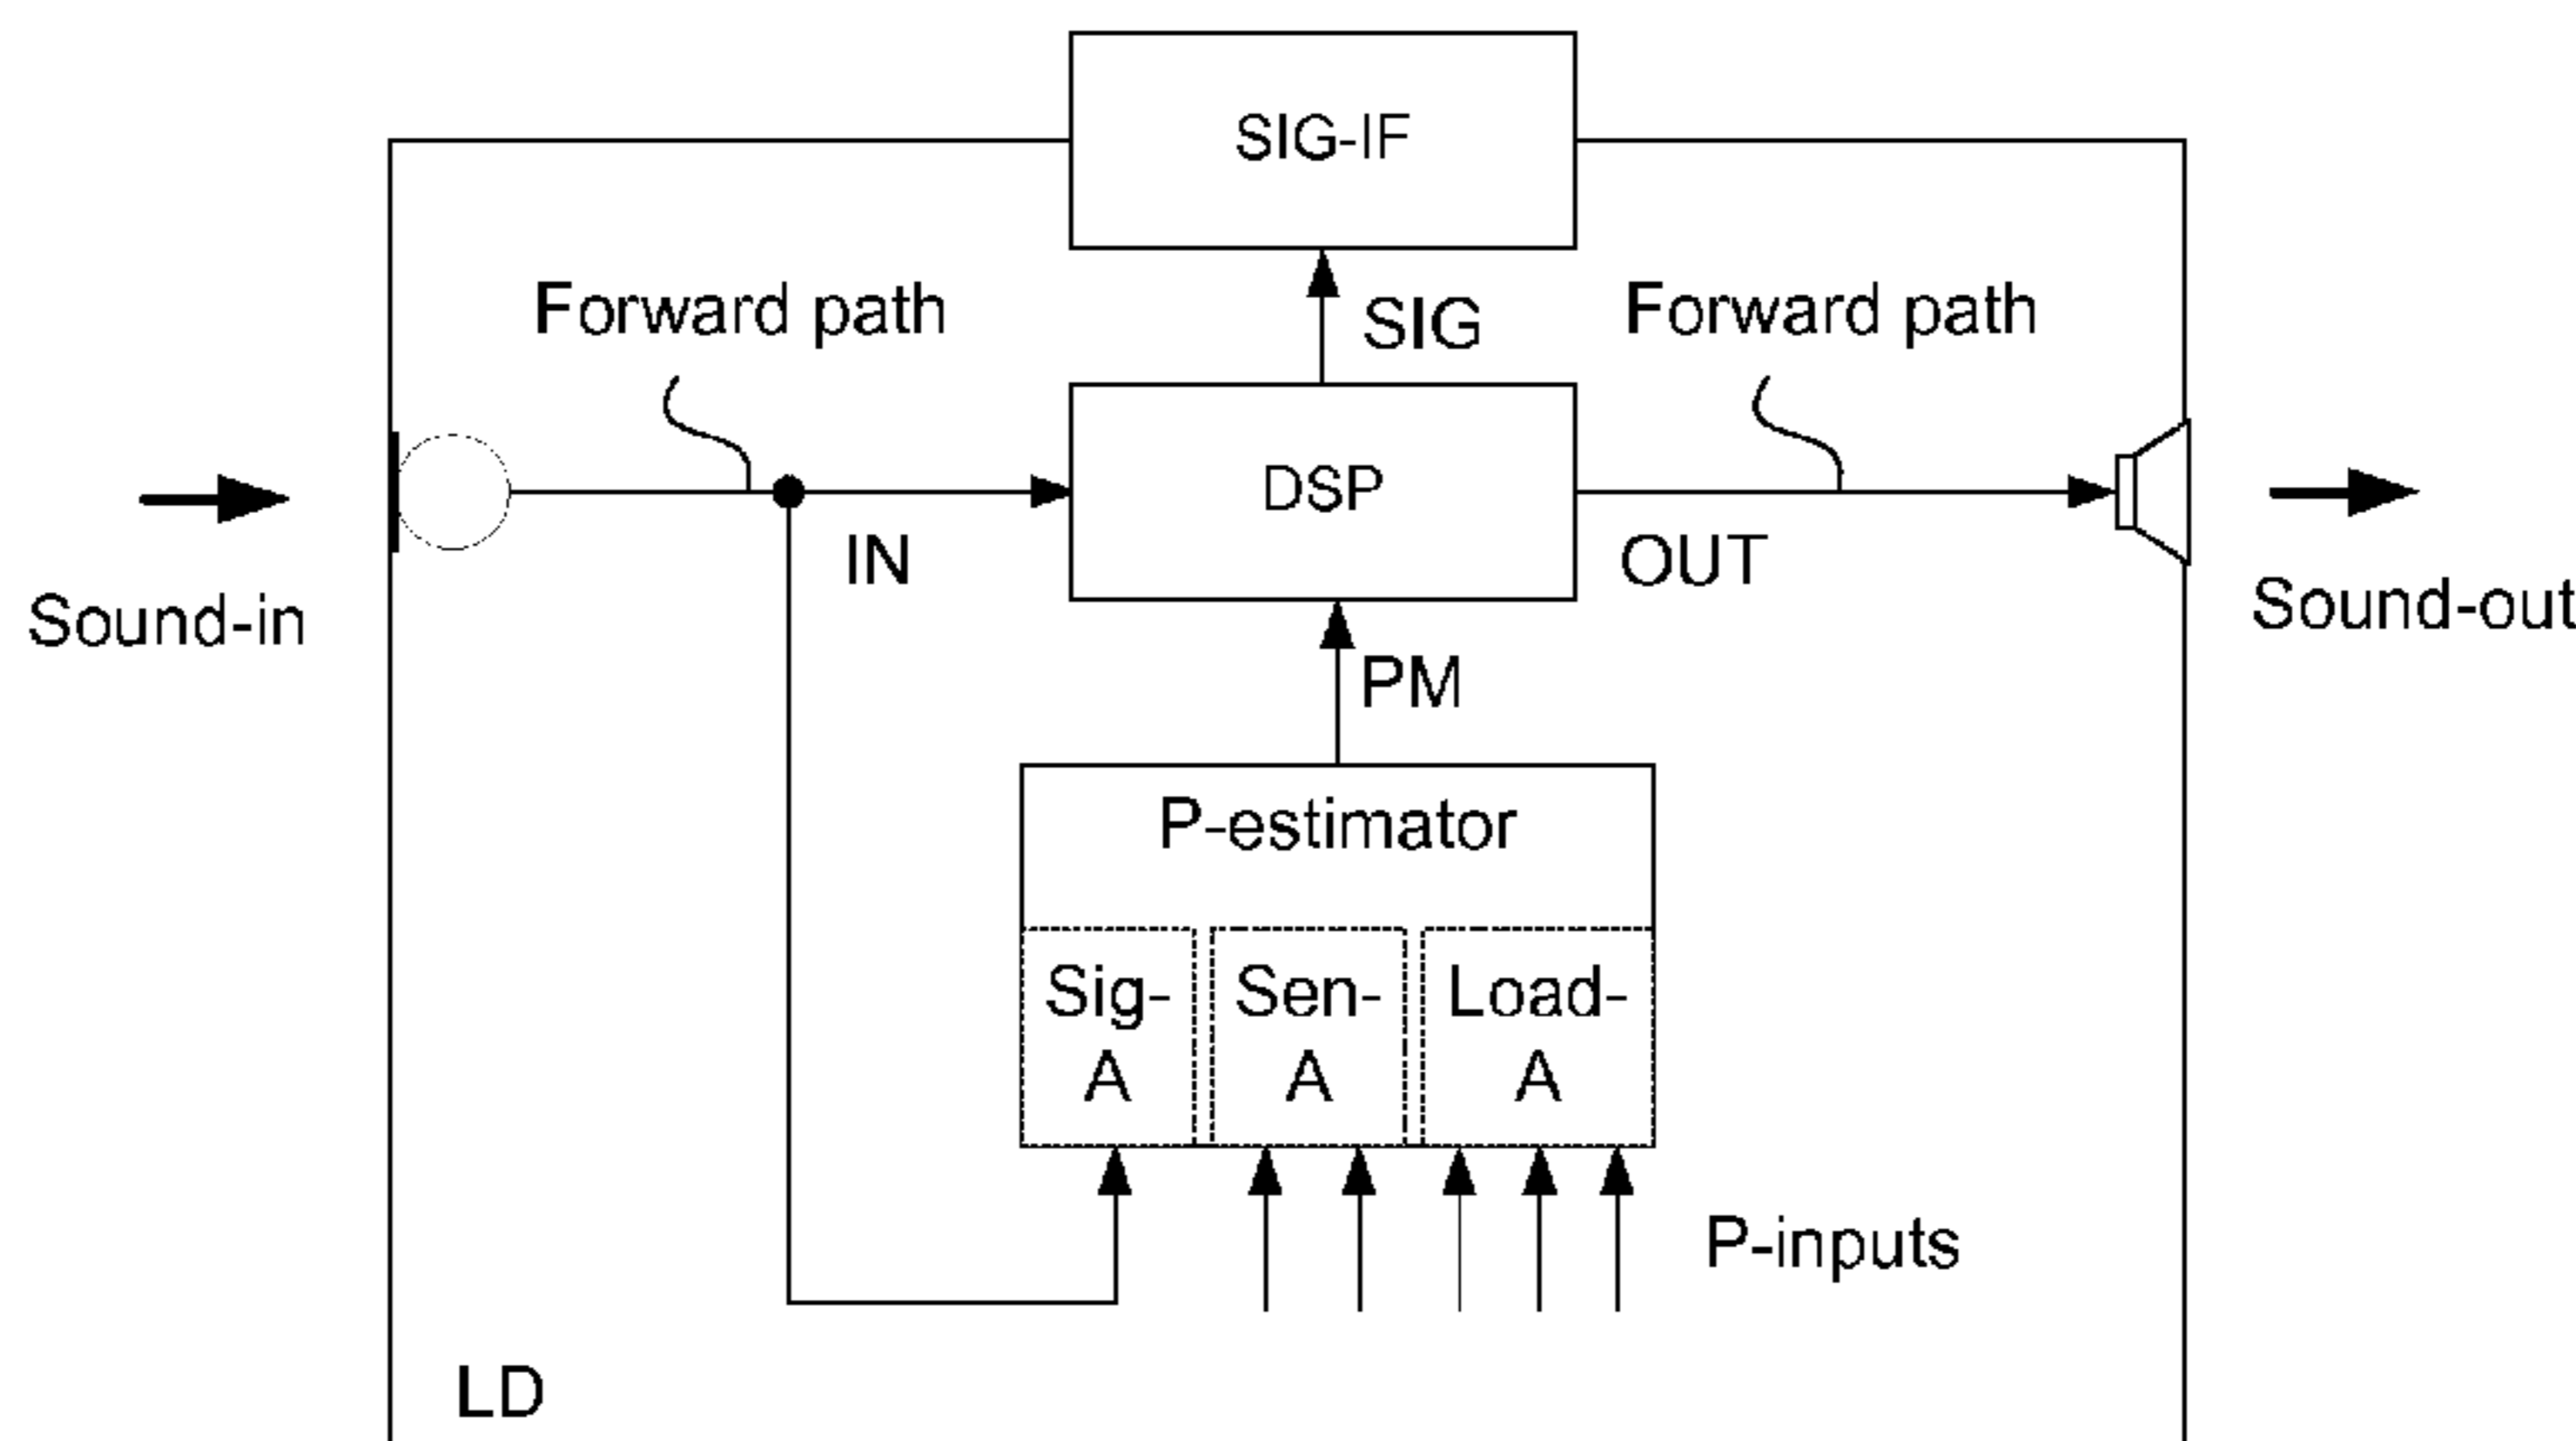 SIG-IF
Forward path
SIG
Forward path
DSP
IN
OUT
Sound-in
Sound-out
PM
P-estimator
Sig-
A
Sen-
A
Load-
A
P-inputs
LD